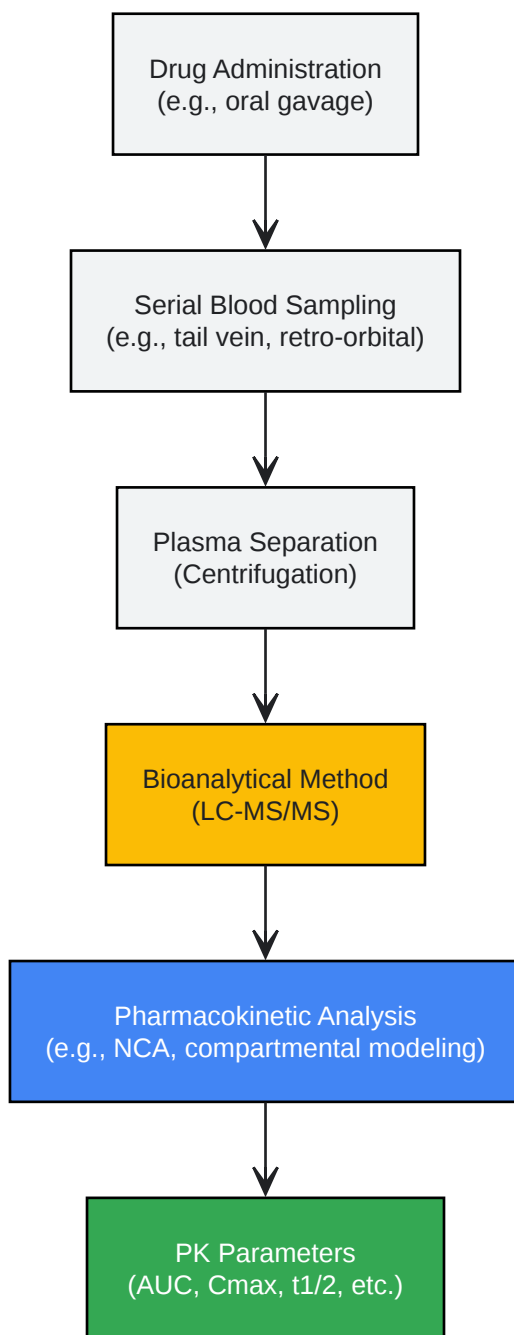 Drug Administration
(e.g., oral gavage)
Serial Blood Sampling
(e.g., tail vein, retro-orbital)
Plasma Separation
(Centrifugation)
Bioanalytical Method
(LC-MS/MS)
Pharmacokinetic Analysis
(e.g., NCA, compartmental modeling)
PK Parameters
(AUC, Cmax, t1/2, etc.)